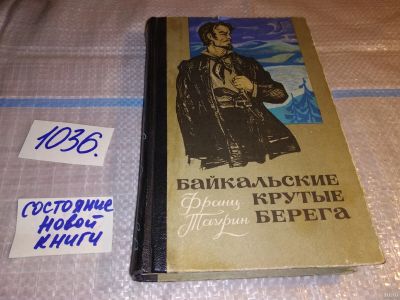 1036.
состояние
новой
книги
БАЙКАЛЬСКИЕ
КРУТЫЕ
БЕРЕГА
Франц
Таурин